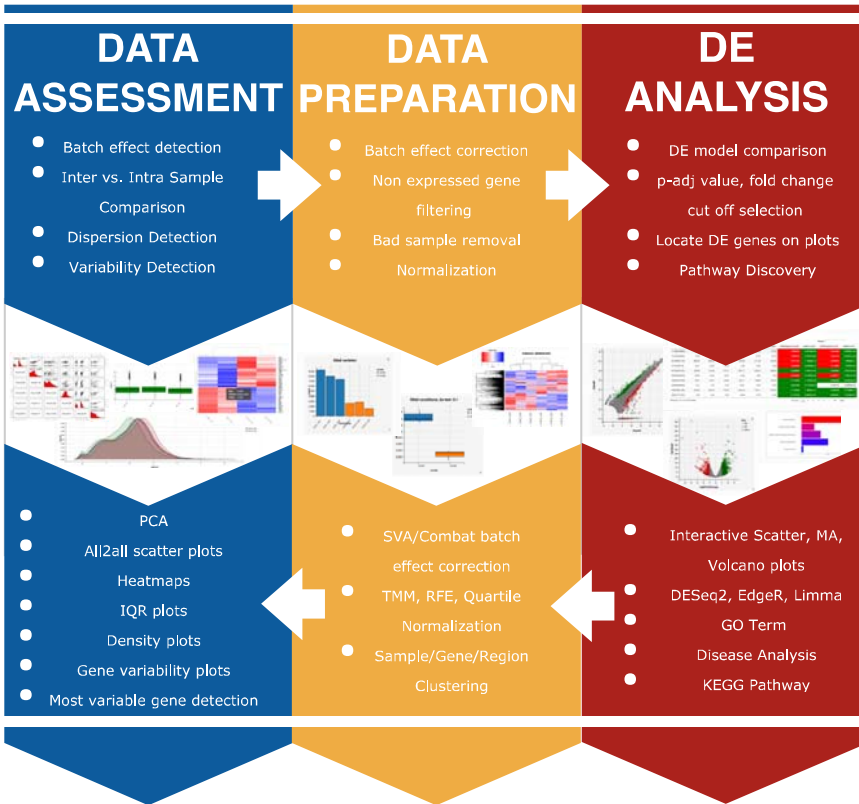 DATA
ASSESSMENT
Batch effect detection
Inter vs. Intra Sample
Comparison
Dispersion Detection
Variability Detection
DATA
PREPARATION
Batch effect correction
Non expressed gene
filtering
Bad sample removal
Normalization
DE
ANALYSIS
DE model comparison
p-adj value, fold change
cut off selection
Locate DE genes on plots
Pathway Discovery
PCA
All2all scatter plots
Heatmaps
IQR plots
Density plots
Gene variability plots
Most variable gene detection
SVA/Combat batch
effect correction
TMM, RFE, Quartile
Normalization
Sample/Gene/Region
Clustering
Interactive Scatter, MA,
Volcano plots
DESeq2, EdgeR, Limma
GO Term
Disease Analysis
KEGG Pathway